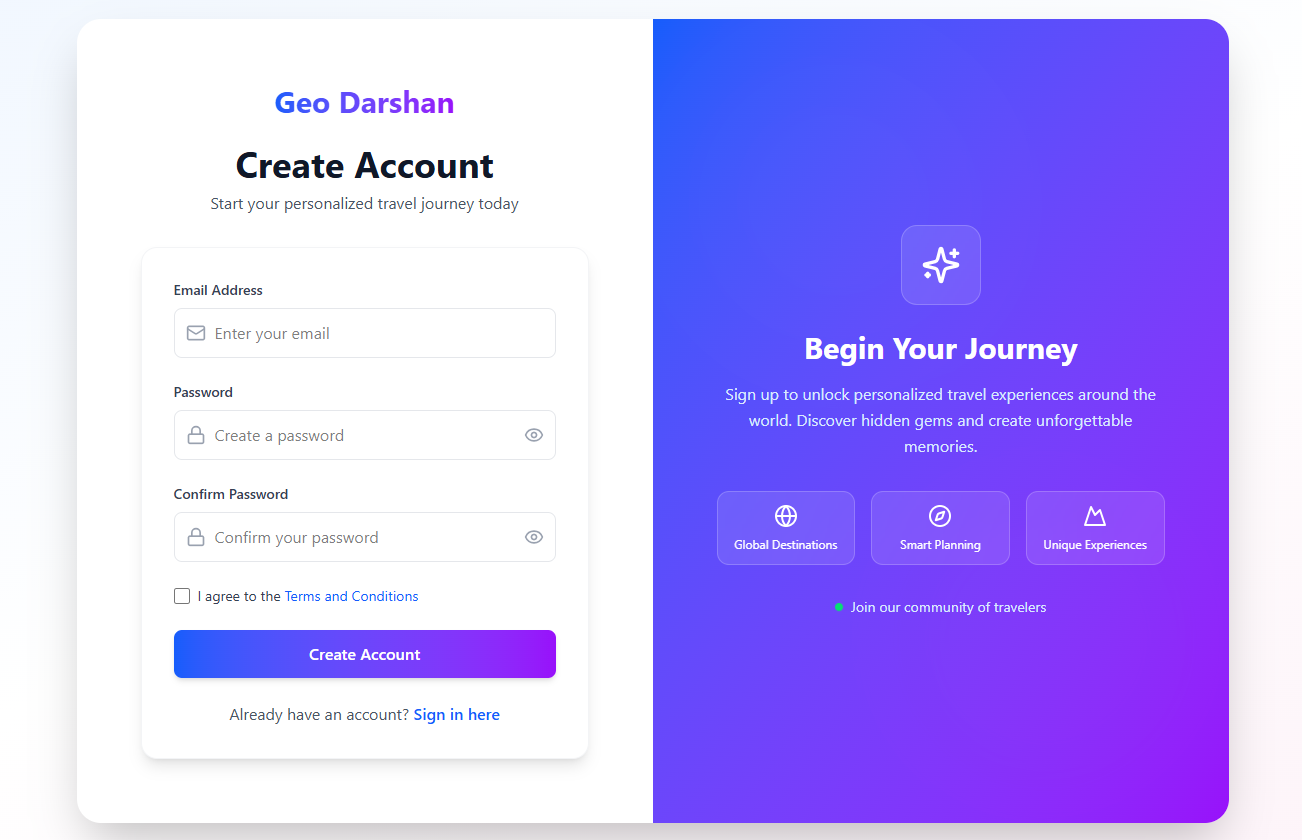 Geo Darshan
Create Account
Start your personalized travel journey today
Email Address
Enter your email
Password
Create a password
Confirm Password
Confirm your password
I agree to the Terms and Conditions
Create Account
Already have an account? Sign in here
Begin Your Journey
Sign up to unlock personalized travel experiences around the
world. Discover hidden gems and create unforgettable
memories.
Global Destinations
Smart Planning
Unique Experiences
Join our community of travelers